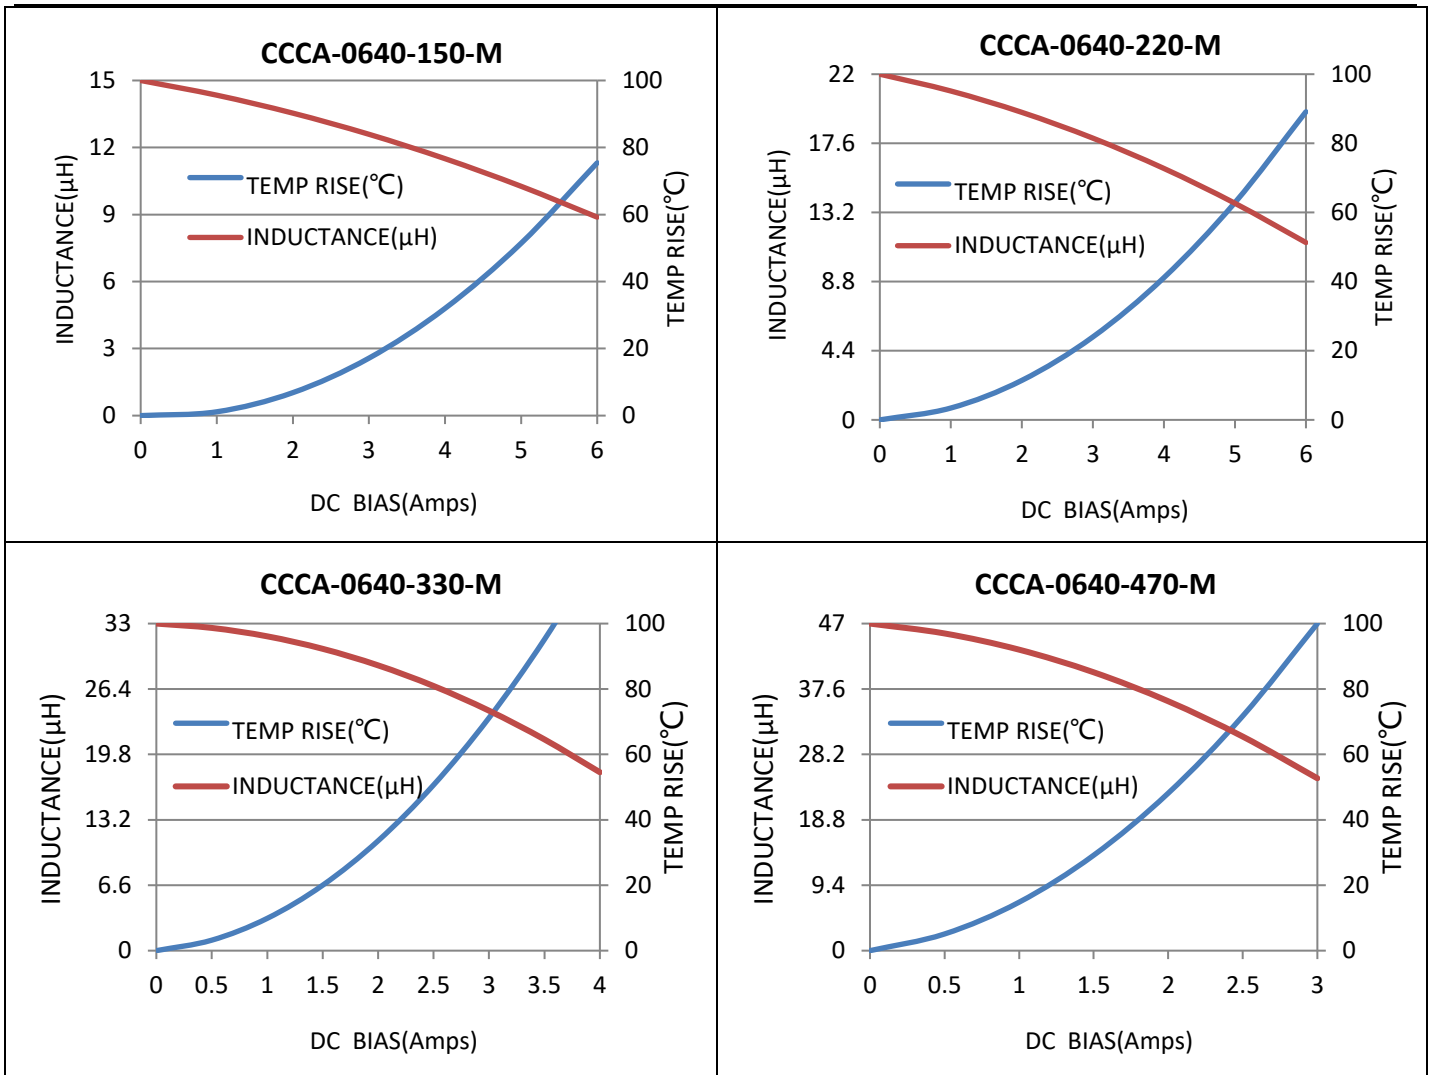 CCCA-0640-150-M
15
12
9
6
3
0
INDUCTANCE(µH)
TEMP RISE(℃)
INDUCTANCE(µH)
100
80
60
40
20
0
TEMP RISE(℃)
0 1 2 3 4 5 6
DC BIAS(Amps)
CCCA-0640-220-M
22
17.6
13.2
8.8
4.4
0
INDUCTANCE(µH)
TEMP RISE(℃)
INDUCTANCE(µH)
100
80
60
40
20
0
TEMP RISE(℃)
0 1 2 3 4 5 6
DC BIAS(Amps)
CCCA-0640-330-M
33
26.4
19.8
13.2
6.6
0
INDUCTANCE(µH)
TEMP RISE(℃)
INDUCTANCE(µH)
100
80
60
40
20
0
TEMP RISE(℃)
0 0.5 1 1.5 2 2.5 3 3.5 4
DC BIAS(Amps)
CCCA-0640-470-M
47
37.6
28.2
18.8
9.4
0
INDUCTANCE(µH)
TEMP RISE(℃)
INDUCTANCE(µH)
100
80
60
40
20
0
TEMP RISE(℃)
0 0.5 1 1.5 2 2.5 3
DC BIAS(Amps)